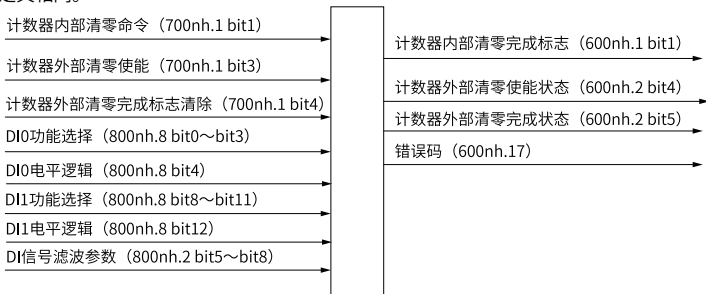 计数器内部清零命令（700nh.1 bit1）
计数器外部清零使能（700nh.1 bit3）
计数器外部清零完成标志清除（700nh.1 bit4）
DI0功能选择（800nh.8 bit0～bit3）
DI0电平逻辑（800nh.8 bit4）
DI1功能选择（800nh.8 bit8～bit11）
DI1电平逻辑（800nh.8 bit12）
DI信号滤波参数（800nh.2 bit5～bit8）
计数器内部清零完成标志（600nh.1 bit1）
计数器外部清零使能状态（600nh.2 bit4）
计数器外部清零完成状态（600nh.2 bit5）
错误码（600nh.17）